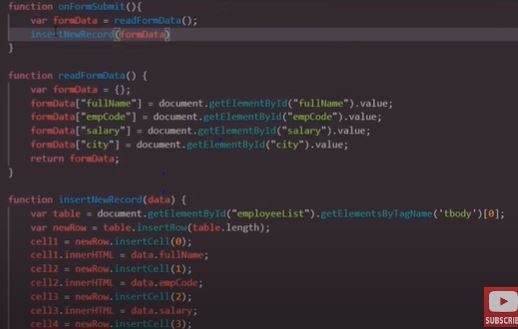 function onFormSubmit(){
    var formData = readFormData();
    insertNewRecord(formData)
}
function readFormData() {
    var formData = {};
    formData["fullName"] = document.getElementById("fullName").value;
    formData["empCode"] = document.getElementById("empCode").value;
    formData["salary"] = document.getElementById("salary").value;
    formData["city"] = document.getElementById("city").value;
    return formData;
}
function insertNewRecord(data) {
    var table = document.getElementById("employeeList").getElementsByTagName('tbody')[0];
    var newRow = table.insertRow(table.length);
    cell1 = newRow.insertCell(0);
    cell1.innerHTML = data.fullName;
    cell2 = newRow.insertCell(1);
    cell2.innerHTML = data.empCode;
    cell3 = newRow.insertCell(2);
    cell3.innerHTML = data.salary;
    cell4 = newRow.insertCell(3);
SUBSCRIBE